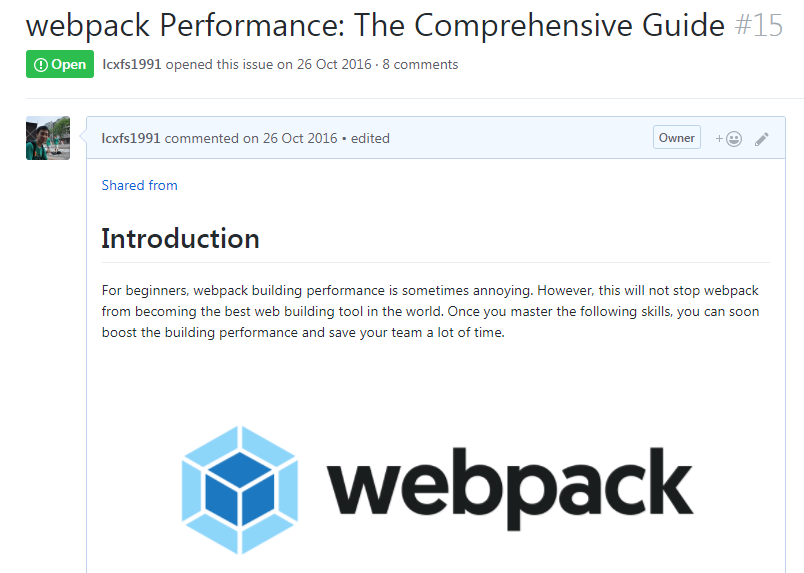 webpack Performance: The Comprehensive Guide #15
Open lcxfs1991 opened this issue on 26 Oct 2016 · 8 comments
lcxfs1991 commented on 26 Oct 2016 • edited Owner +
Shared from
Introduction
For beginners, webpack building performance is sometimes annoying. However, this will not stop webpack
from becoming the best web building tool in the world. Once you master the following skills, you can soon
boost the building performance and save your team a lot of time.
webpack